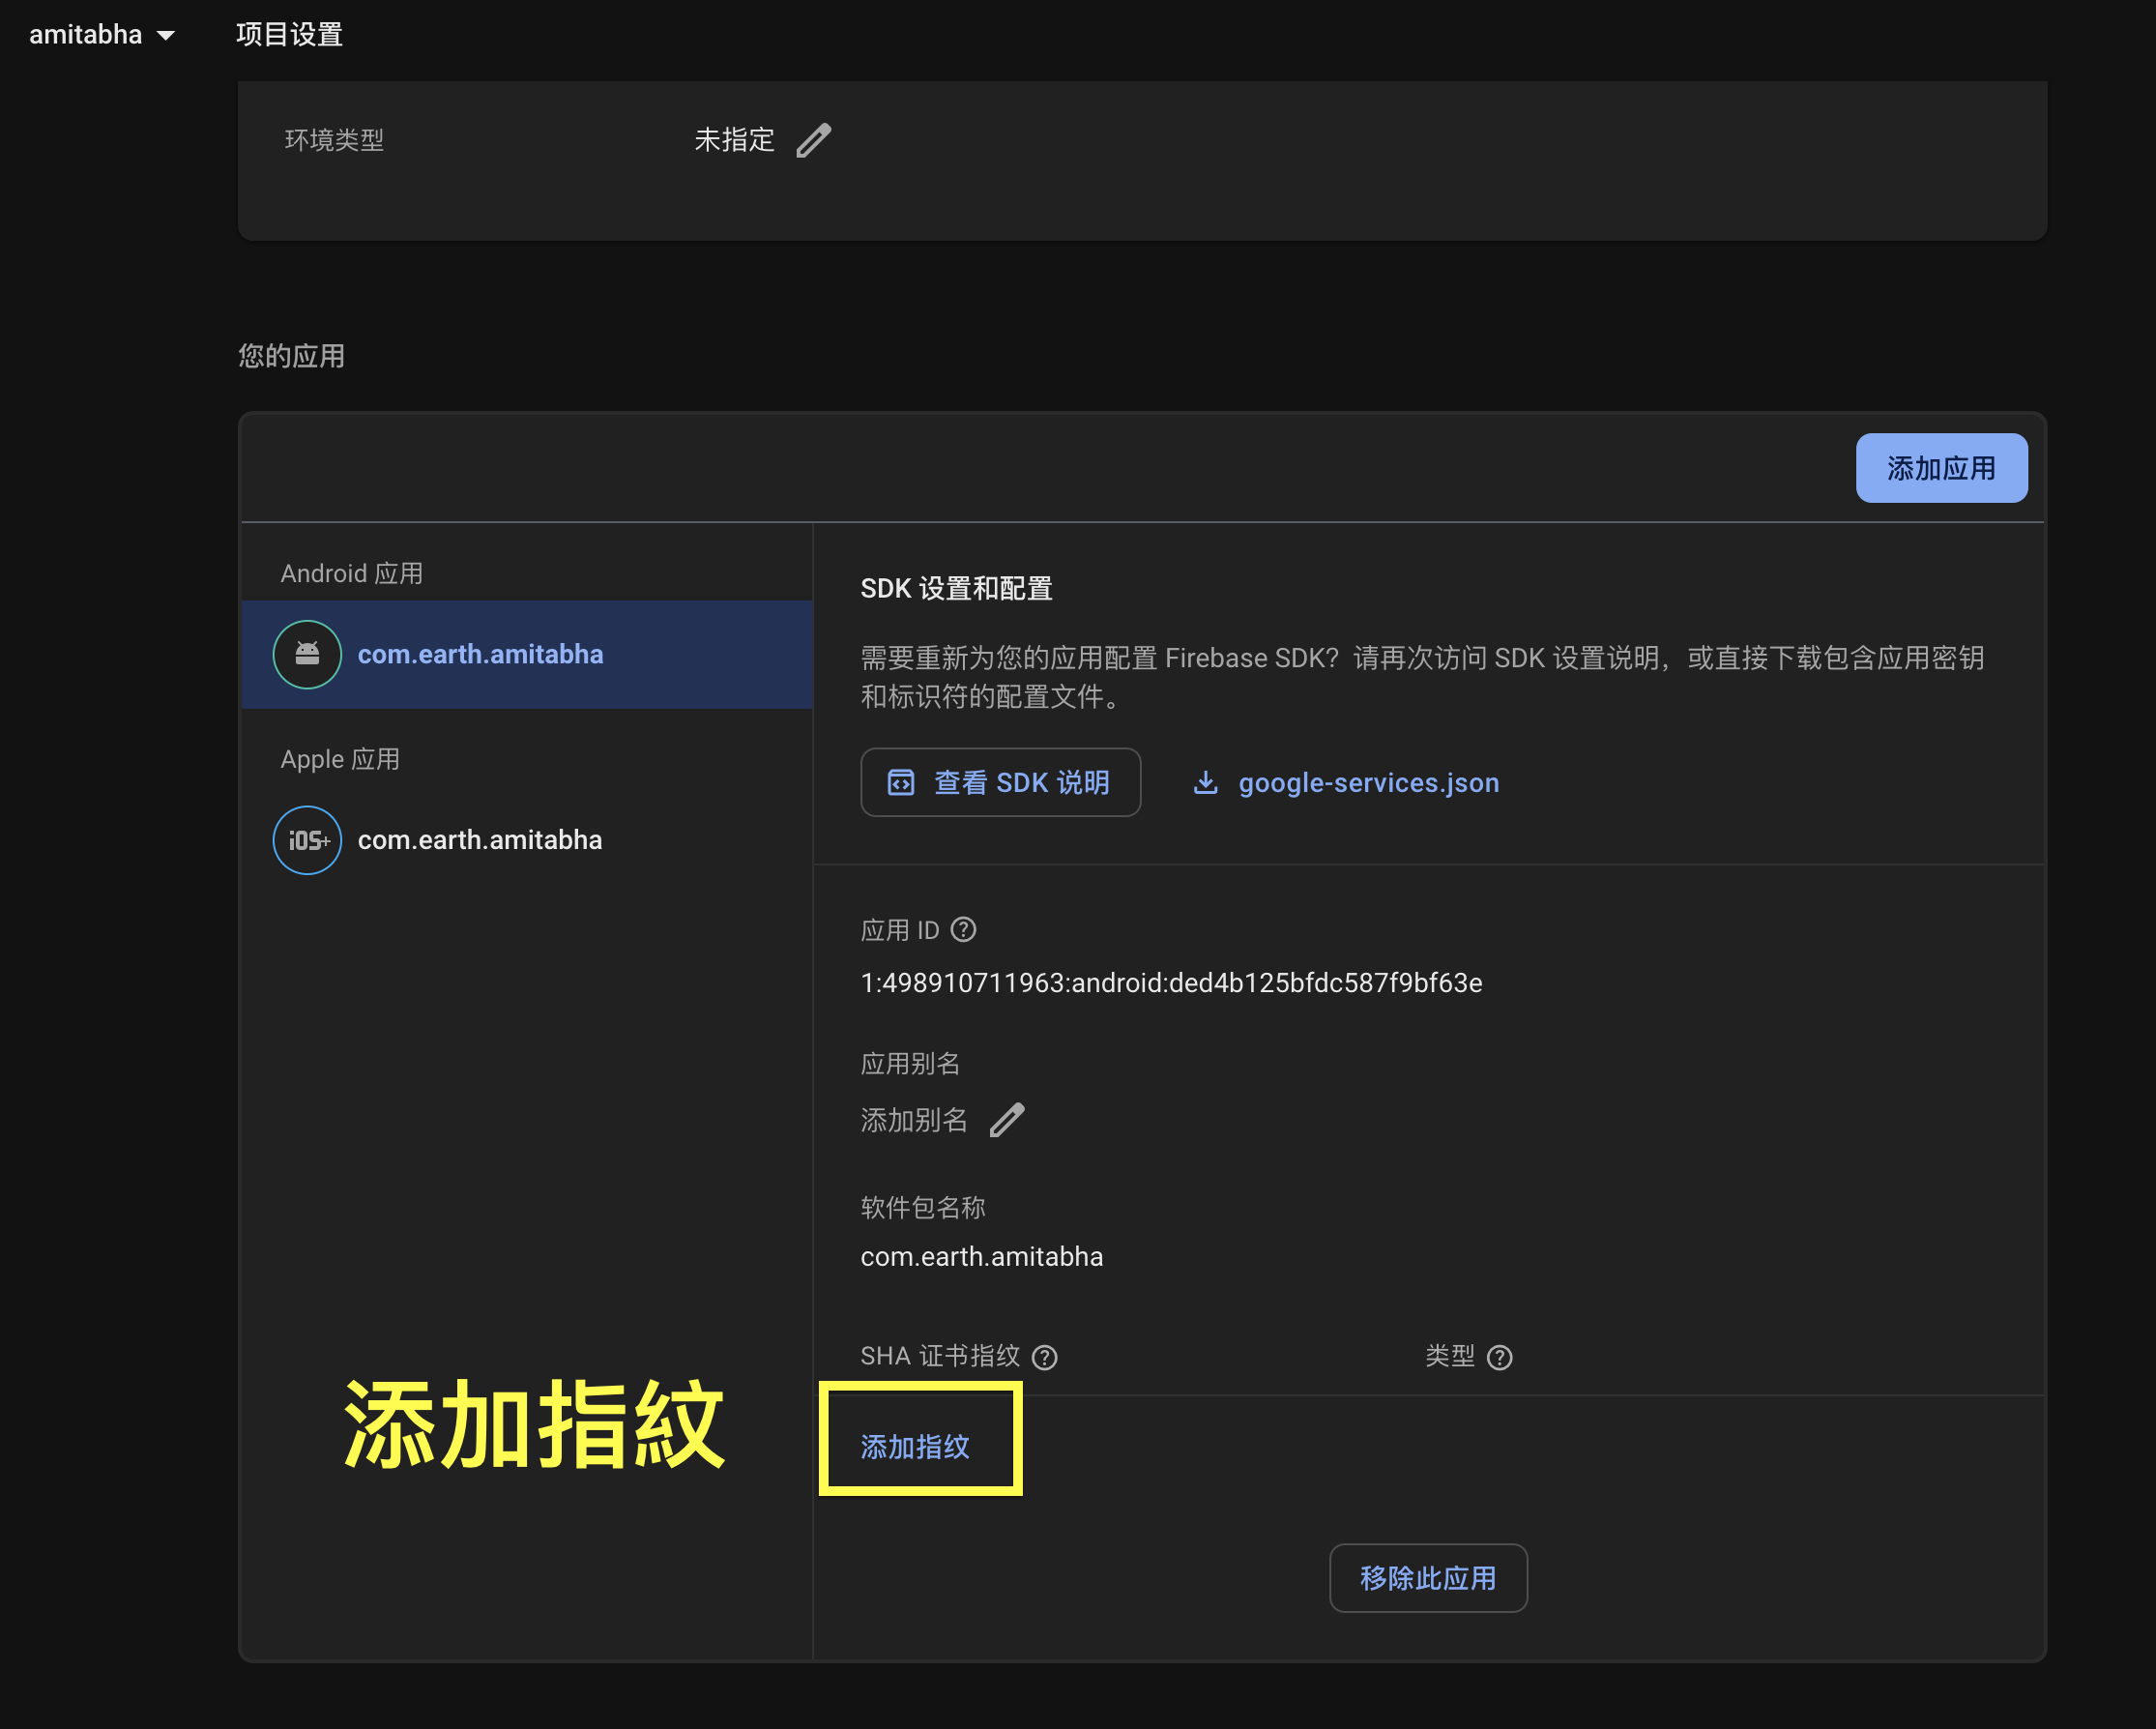 amitabha
项目设置
环境类型
未指定
您的应用
添加应用
Android 应用
com.earth.amitabha
Apple 应用
iOS+
com.earth.amitabha
SDK 设置和配置
需要重新为您的应用配置 Firebase SDK？请再次访问 SDK 设置说明，或直接下载包含应用密钥
和标识符的配置文件。
查看 SDK 说明
google-services.json
应用 ID
1:498910711963:android:ded4b125bfdc587f9bf63e
应用别名
添加别名
软件包名称
com.earth.amitabha
SHA 证书指纹
类型
添加指紋
添加指纹
移除此应用